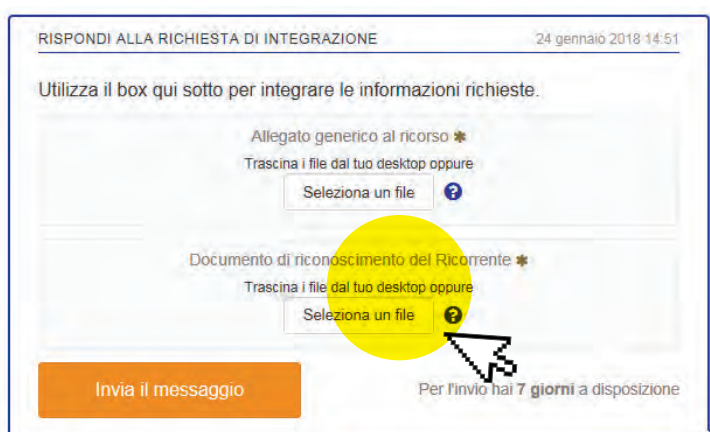 RISPONDI ALLA RICHIESTA DI INTEGRAZIONE 24 gennaio 2018 14:51
Utilizza il box qui sotto per integrare le informazioni richieste.
Allegato generico al ricorso ✱
Trascina i file dal tuo desktop oppure
Seleziona un file ?
Documento di riconoscimento del Ricorrente ✱
Trascina i file dal tuo desktop oppure
Seleziona un file ?
Invia il messaggio Per l'invio hai 7 giorni a disposizione